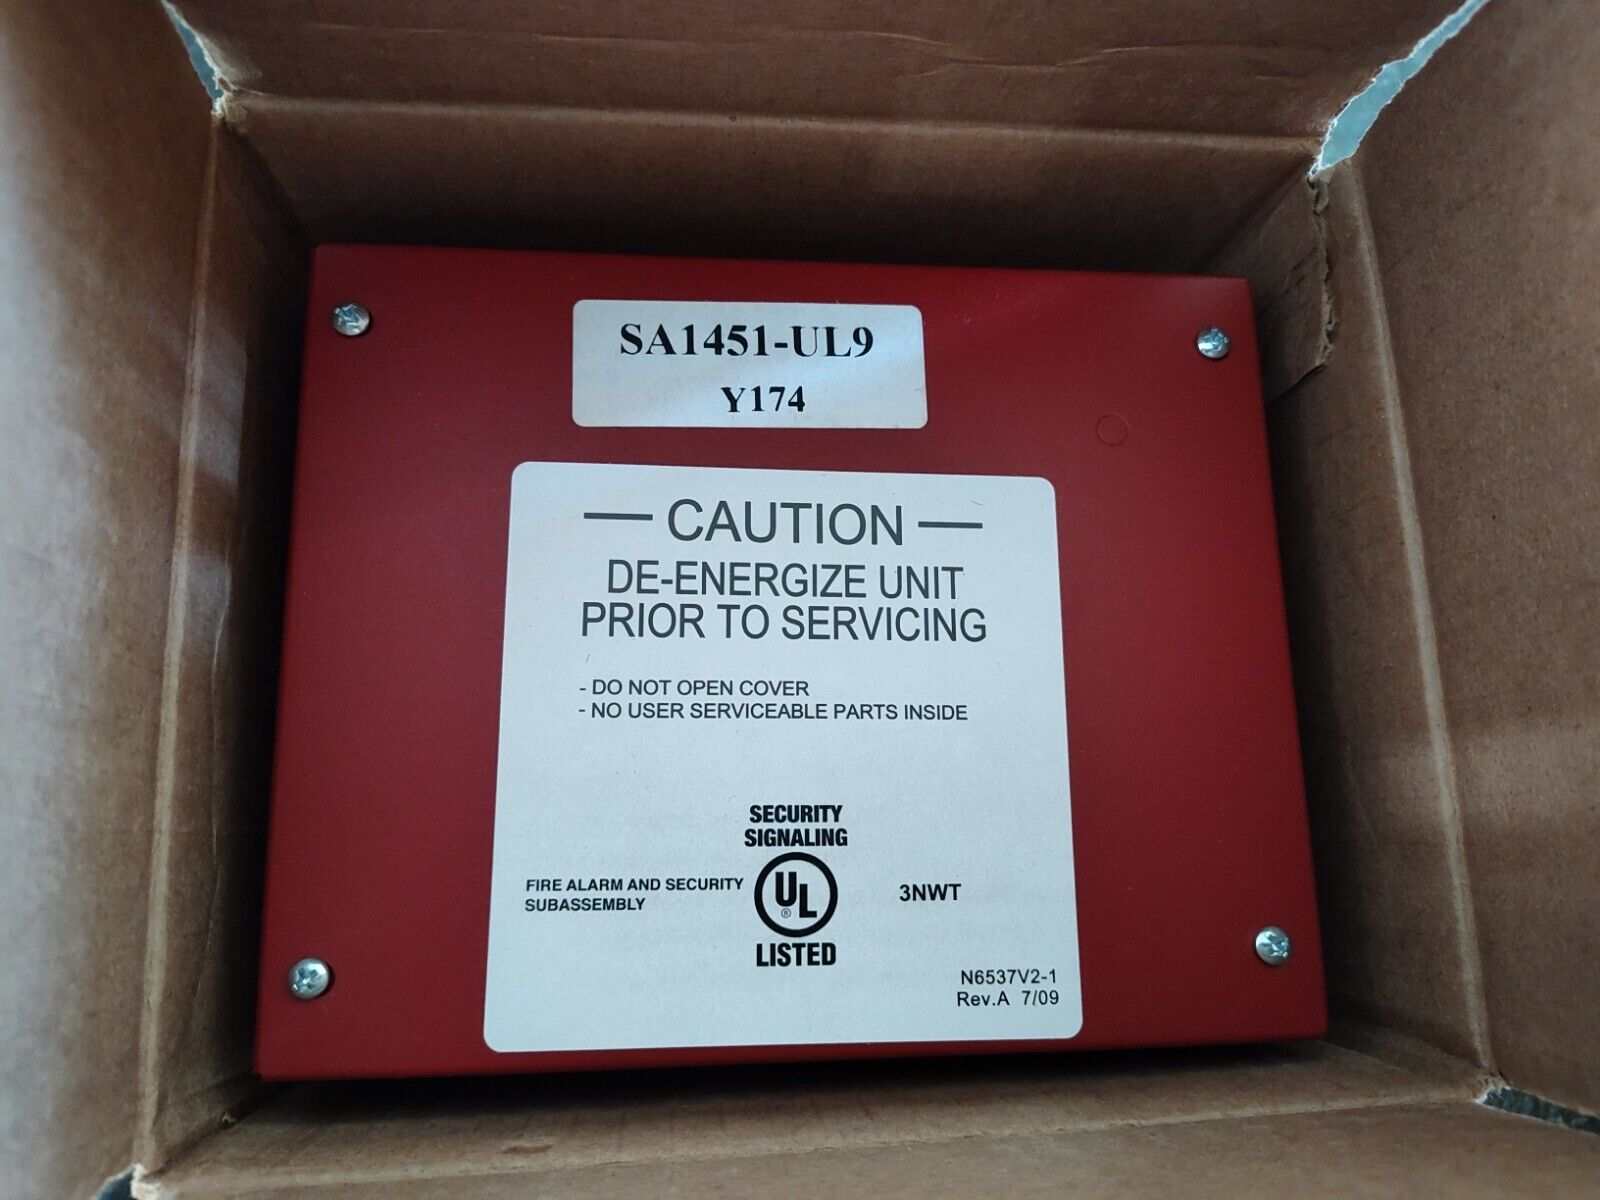 SA1451-UL9
Y174
— CAUTION —
DE-ENERGIZE UNIT
PRIOR TO SERVICING
- DO NOT OPEN COVER
- NO USER SERVICEABLE PARTS INSIDE
SECURITY
SIGNALING
FIRE ALARM AND SECURITY
SUBASSEMBLY
UL
®
LISTED
3NWT
N6537V2-1
Rev.A 7/09